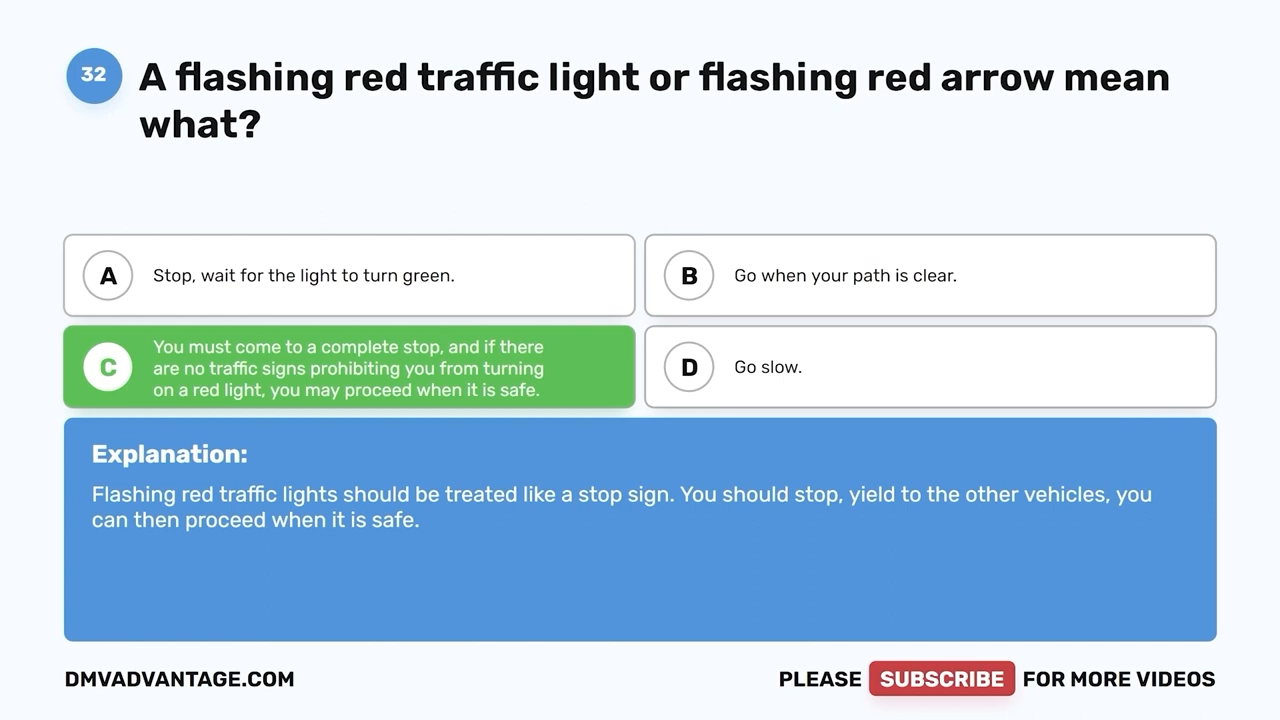 32
A flashing red traffic light or flashing red arrow mean
what?
A
Stop, wait for the light to turn green.
B
Go when your path is clear.
C
You must come to a complete stop, and if there
are no traffic signs prohibiting you from turning
on a red light, you may proceed when it is safe.
D
Go slow.
Explanation:
Flashing red traffic lights should be treated like a stop sign. You should stop, yield to the other vehicles, you
can then proceed when it is safe.
DMVADVANTAGE.COM
PLEASE SUBSCRIBE FOR MORE VIDEOS